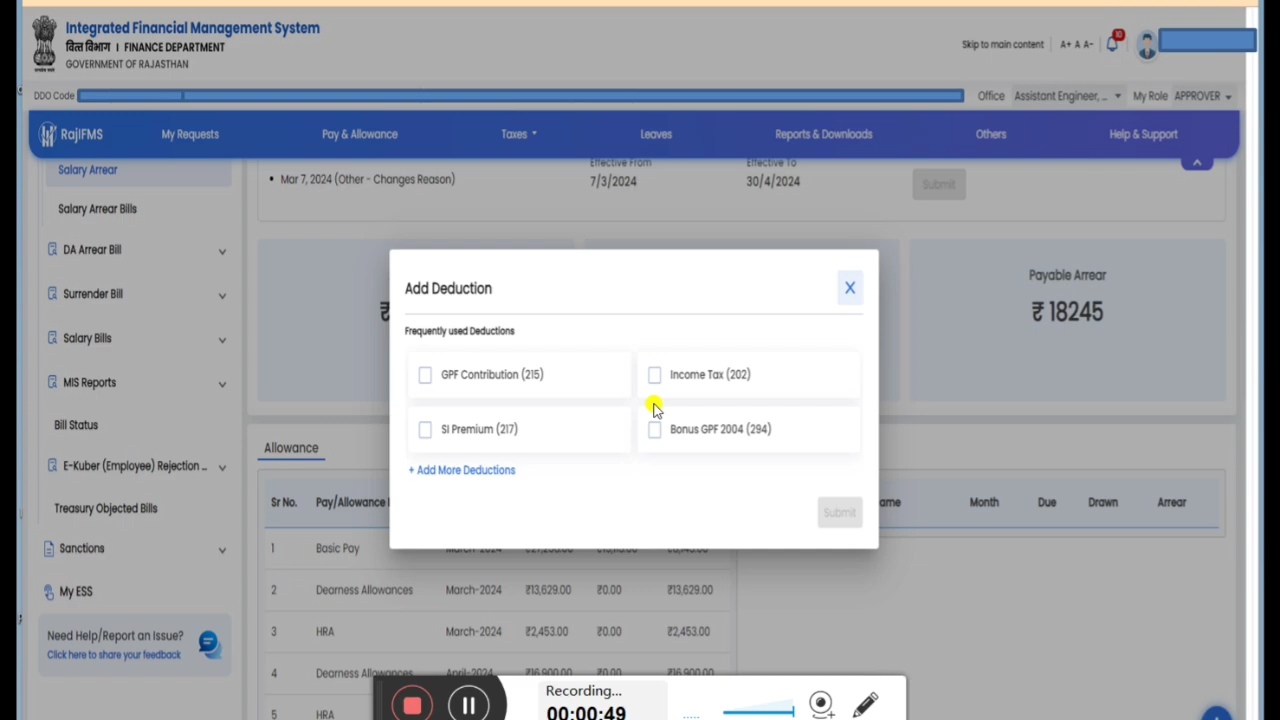 Integrated Financial Management System
वित्त विभाग । FINANCE DEPARTMENT
GOVERNMENT OF RAJASTHAN
Skip to main content A+ A A- 10
DDO Code
Office Assistant Engineer, ... My Role APPROVER
RajIFMS My Requests Pay & Allowance Taxes Leaves Reports & Downloads Others Help & Support
Salary Arrear
Effective From Effective To
• Mar 7, 2024 (Other - Changes Reason) 7/3/2024 30/4/2024 Submit
Salary Arrear Bills
DA Arrear Bill
Surrender Bill
Salary Bills
MIS Reports
Bill Status
E-Kuber (Employee) Rejection ...
Treasury Objected Bills
Sanctions
My ESS
Need Help/Report an Issue?
Click here to share your feedback
Payable Arrear
₹ 18245
Add Deduction X
Frequently used Deductions
GPF Contribution (215) Income Tax (202)
SI Premium (217) Bonus GPF 2004 (294)
+ Add More Deductions
Submit
Allowance
Sr No. Pay/Allowance Month Due Drawn Arrear
1 Basic Pay
2 Dearness Allowances March-2024 ₹13,629.00 ₹0.00 ₹13,629.00
3 HRA March-2024 ₹2,453.00 ₹0.00 ₹2,453.00
4 Dearness Allowances April-2024 ₹16,900.00 ₹0.00 ₹16,900.00
5 HRA
Recording...
00:00:49